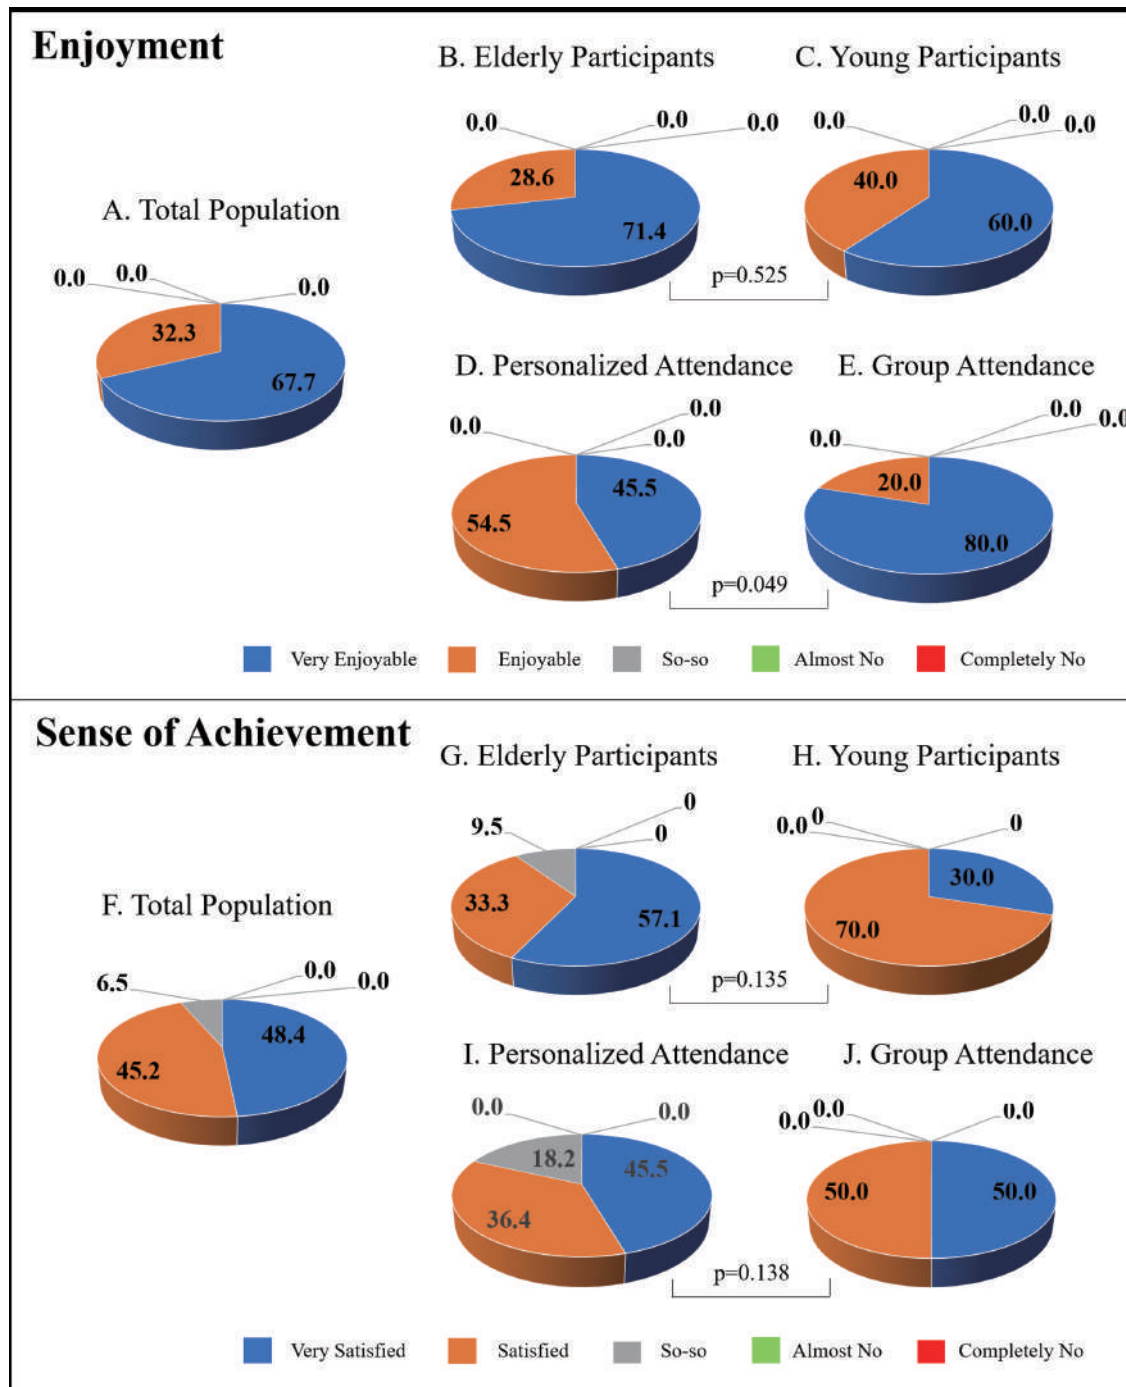 Enjoyment
B. Elderly Participants
C. Young Participants
0.0
0.0
0.0
0.0
0.0
0.0
28.6
71.4
40.0
60.0
p=0.525
A. Total Population
0.0
0.0
0.0
32.3
67.7
D. Personalized Attendance
E. Group Attendance
0.0
0.0
0.0
0.0
0.0
0.0
45.5
54.5
20.0
80.0
p=0.049
Very Enjoyable
Enjoyable
So-so
Almost No
Completely No
Sense of Achievement
G. Elderly Participants
H. Young Participants
9.5
0
0
0.0
0
0
33.3
57.1
30.0
70.0
p=0.135
F. Total Population
6.5
0.0
0.0
48.4
45.2
I. Personalized Attendance
J. Group Attendance
0.0
0.0
0.0
0.0
0.0
18.2
45.5
36.4
50.0
50.0
p=0.138
Very Satisfied
Satisfied
So-so
Almost No
Completely No